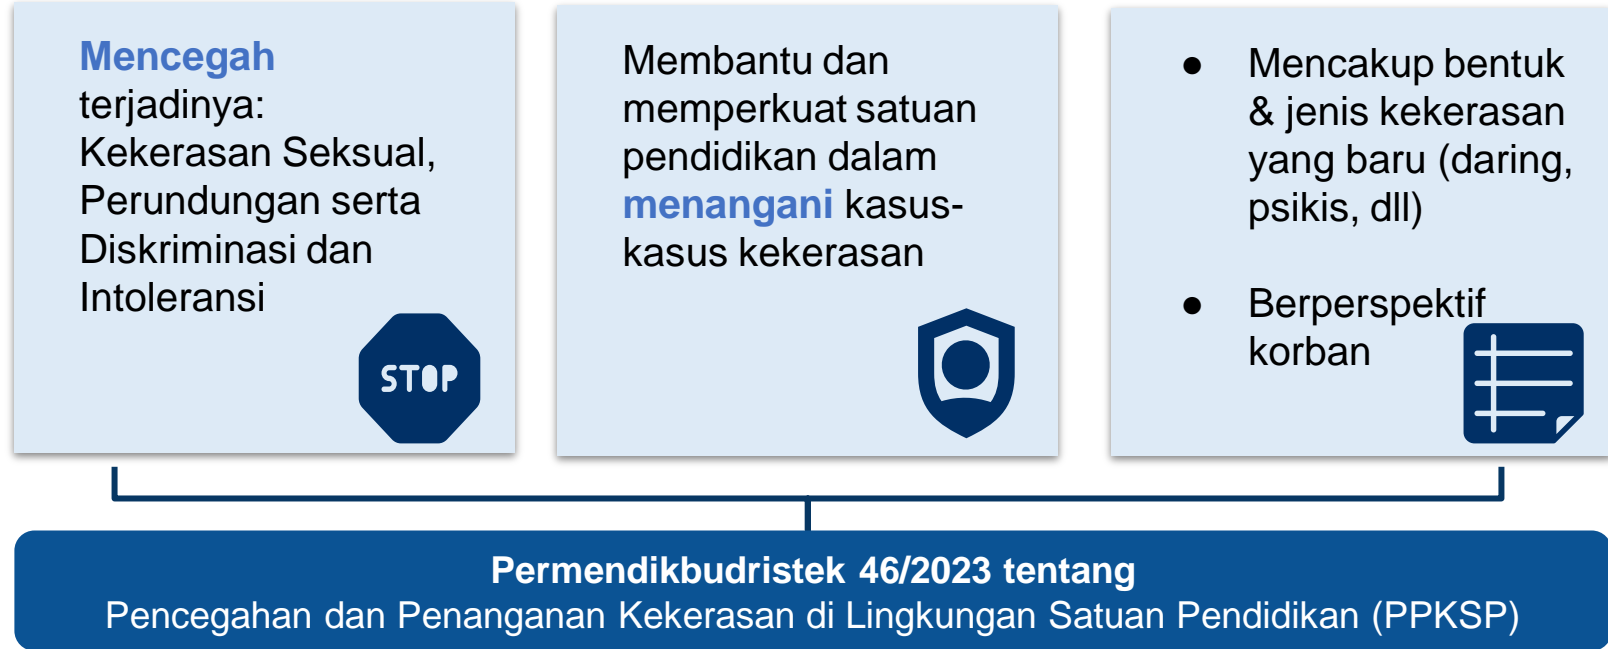 Mencegah
terjadinya:
Kekerasan Seksual,
Perundungan serta
Diskriminasi dan
Intoleransi
STOP
Membantu dan
memperkuat satuan
pendidikan dalam
menangani kasus-
kasus kekerasan
● Mencakup bentuk
& jenis kekerasan
yang baru (daring,
psikis, dll)
● Berperspektif
korban
Permendikbudristek 46/2023 tentang
Pencegahan dan Penanganan Kekerasan di Lingkungan Satuan Pendidikan (PPKSP)